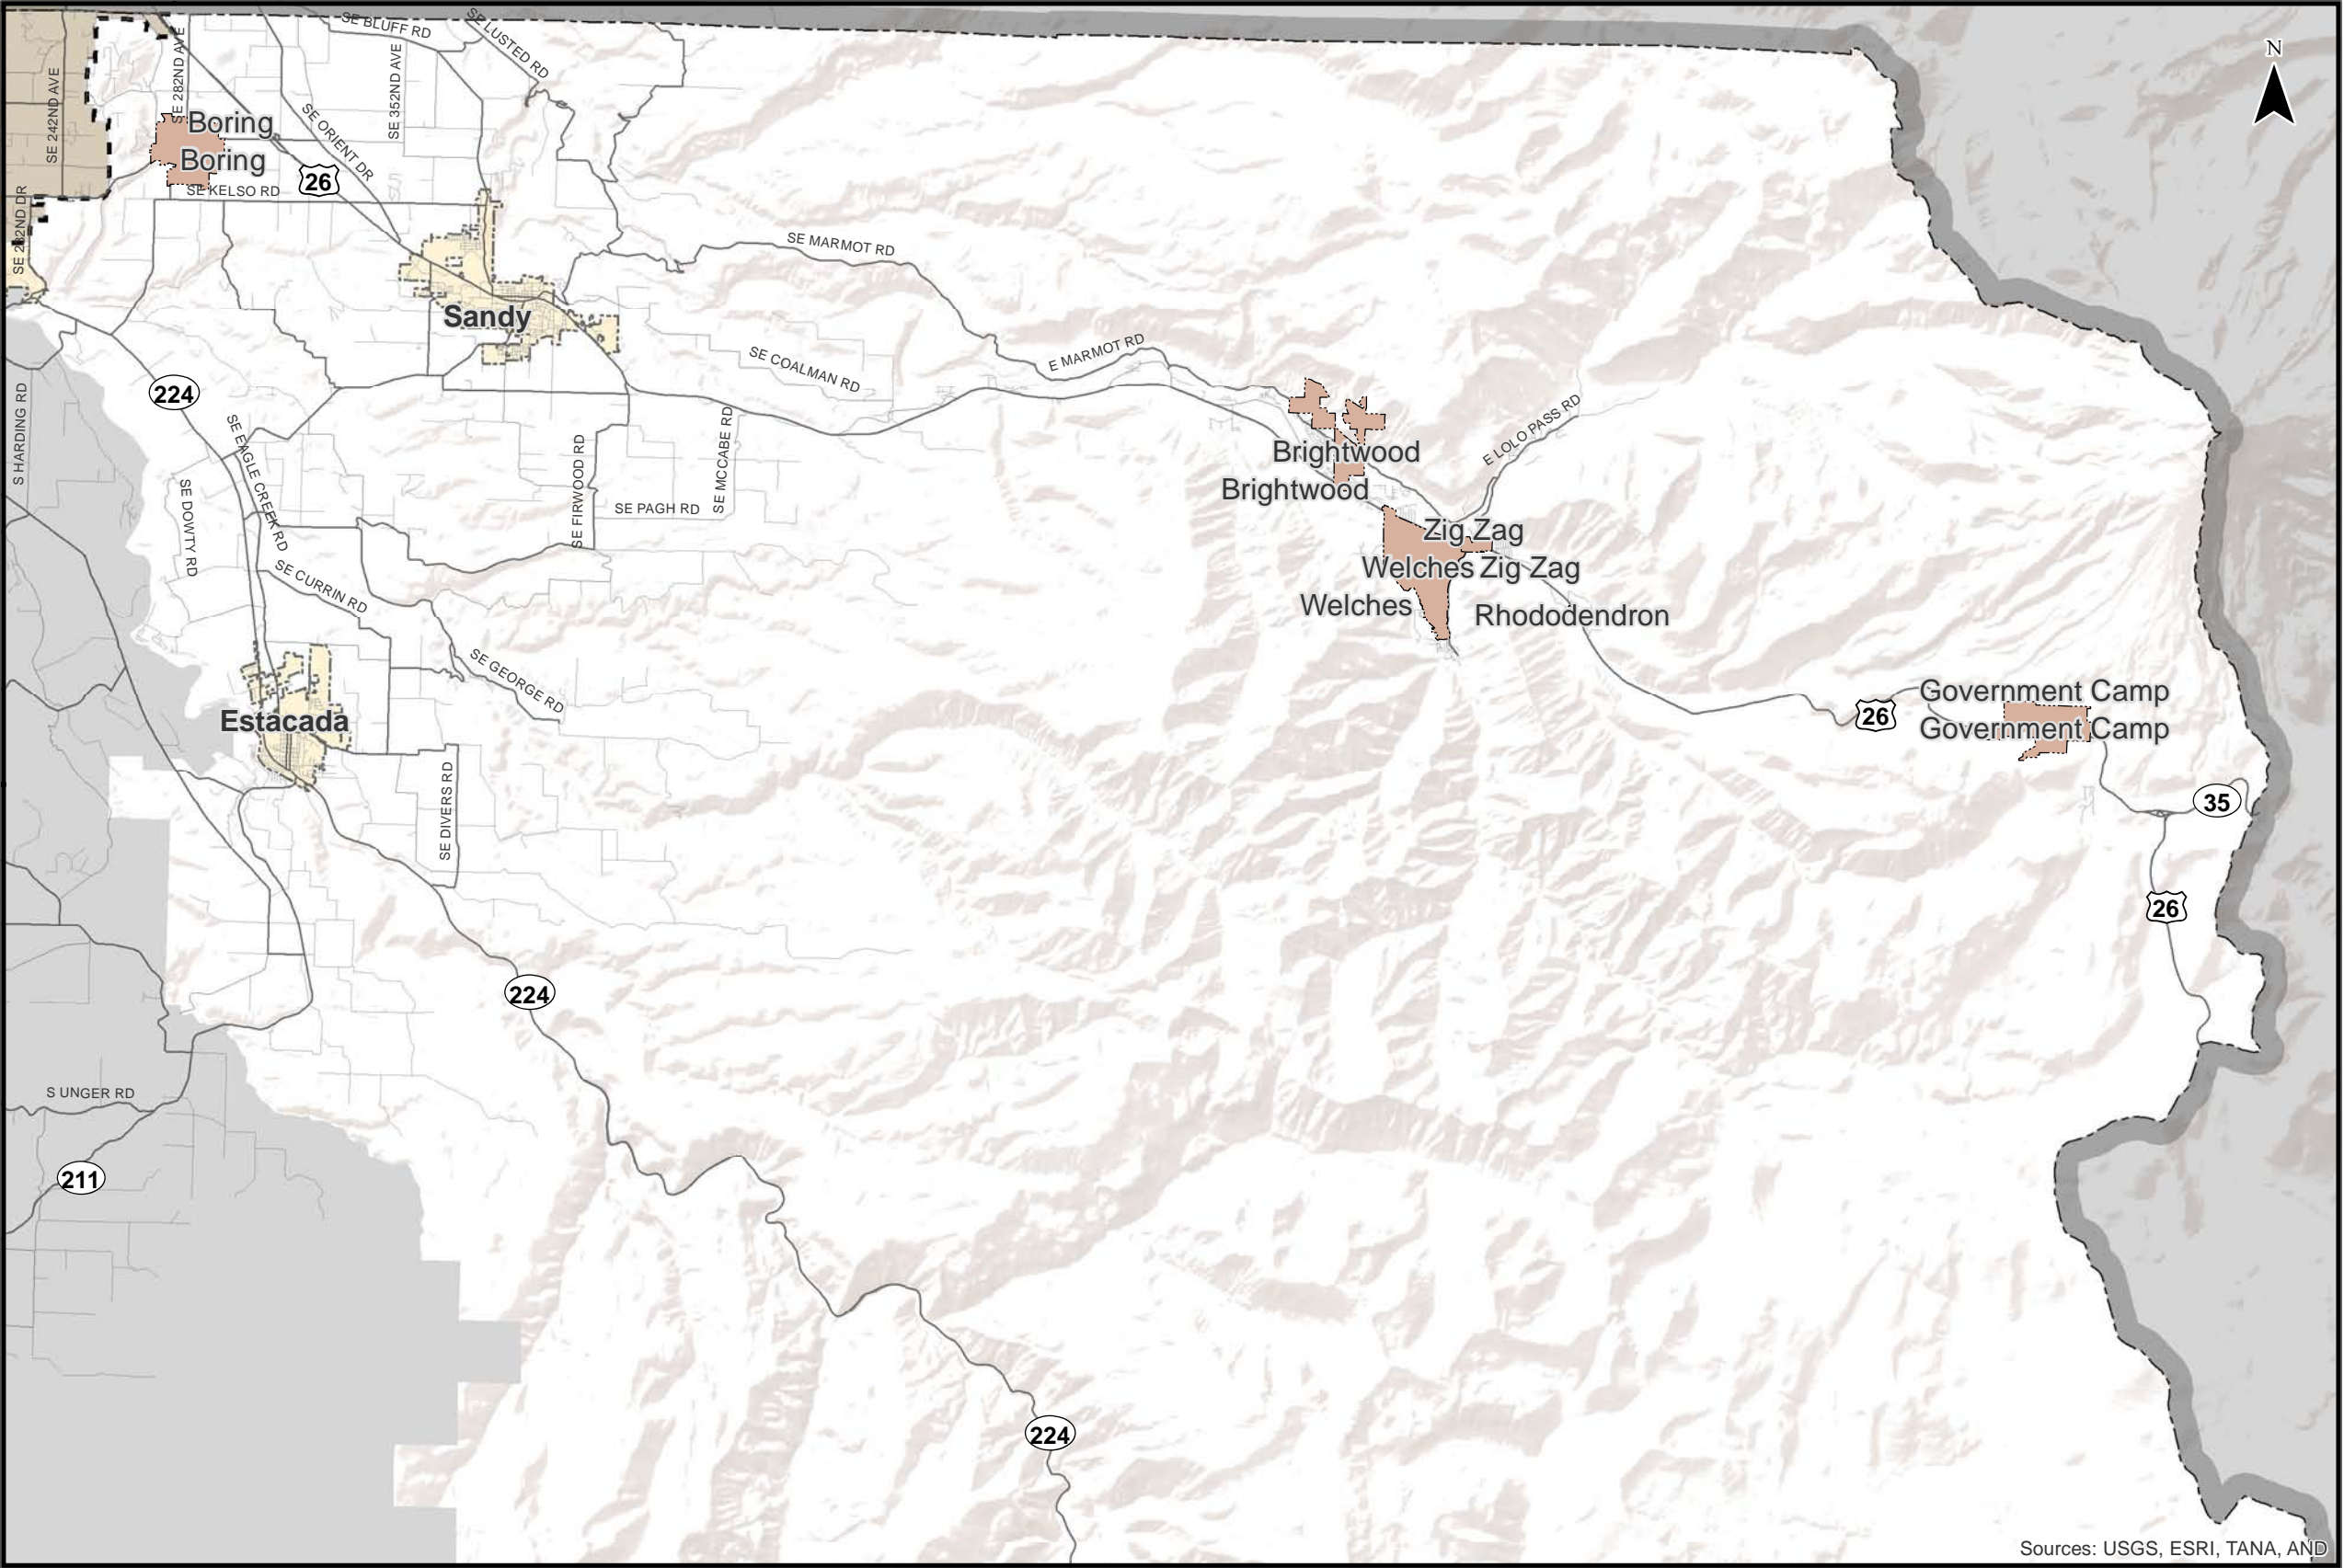 N
SE BLUFF RD
SE LUSTED RD
SE 282ND AVE
SE 352ND AVE
SE 242ND AVE
Boring
SE ORIENT DR
Boring
26
SE KELSO RD
SE 232ND DR
SE MARMOT RD
Sandy
E MARMOT RD
SE COALMAN RD
224
S HARDING RD
SE EAGLE CREEK RD
SE MCCABE RD
E LOLO PASS RD
Brightwood
SE FIRWOOD RD
Brightwood
SE DOWTY RD
SE PAGH RD
Zig Zag
Welches
Zig Zag
SE CURRIN RD
Welches
Rhododendron
SE GEORGE RD
Government Camp
26
Estacada
Government Camp
SE DIVERS RD
35
26
224
S UNGER RD
211
224
Sources: USGS, ESRI, TANA, AND